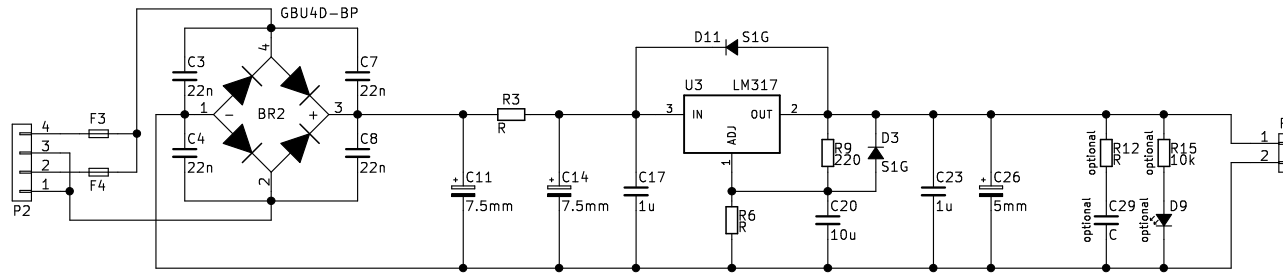 GBU4D-BP
D11 S1G
4
C3
22n
C7
22n
U3 LM317
R3
R
1 - BR2 + 3
3 IN OUT 2
ADJ
1
F3
4
3
2
1
P2
F4
C4
22n
C8
22n
2
R9
220
D3
S1G
optional
R12
R
optional
R15
10k
1
2
C11
7.5mm
+
C14
7.5mm
+
C17
1u
R6
R
C20
10u
C23
1u
C26
5mm
+
optional
C29
C
optional
D9